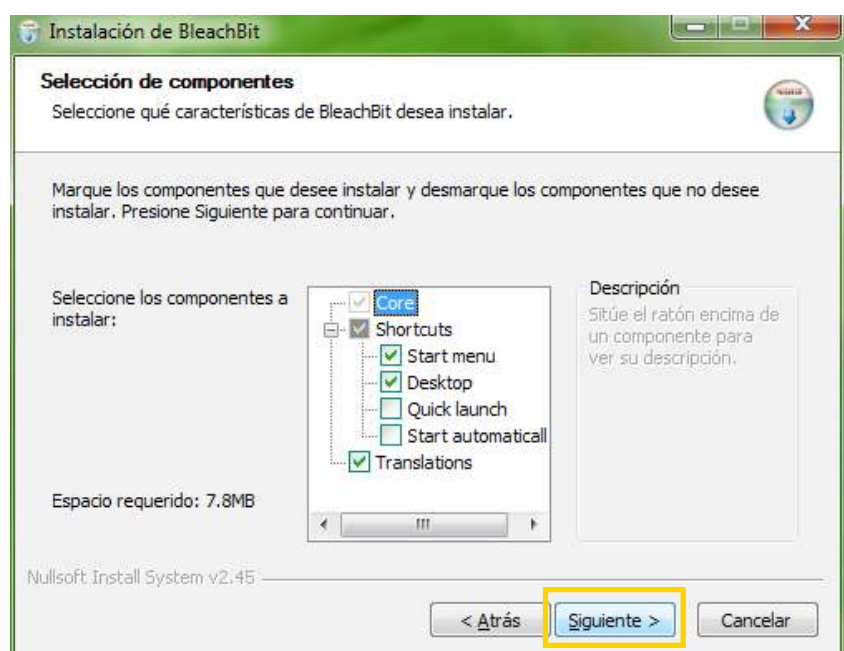 Instalación de BleachBit
Selección de componentes
Seleccione qué características de BleachBit desea instalar.
Marque los componentes que desee instalar y desmarque los componentes que no desee
instalar. Presione Siguiente para continuar.
Seleccione los componentes a
instalar:
Core
Shortcuts
Start menu
Desktop
Quick launch
Start automaticall
Translations
Descripción
Sitúe el ratón encima de
un componente para
ver su descripción.
Espacio requerido: 7.8MB
Nullsoft Install System v2.45
< Atrás
Siguiente >
Cancelar